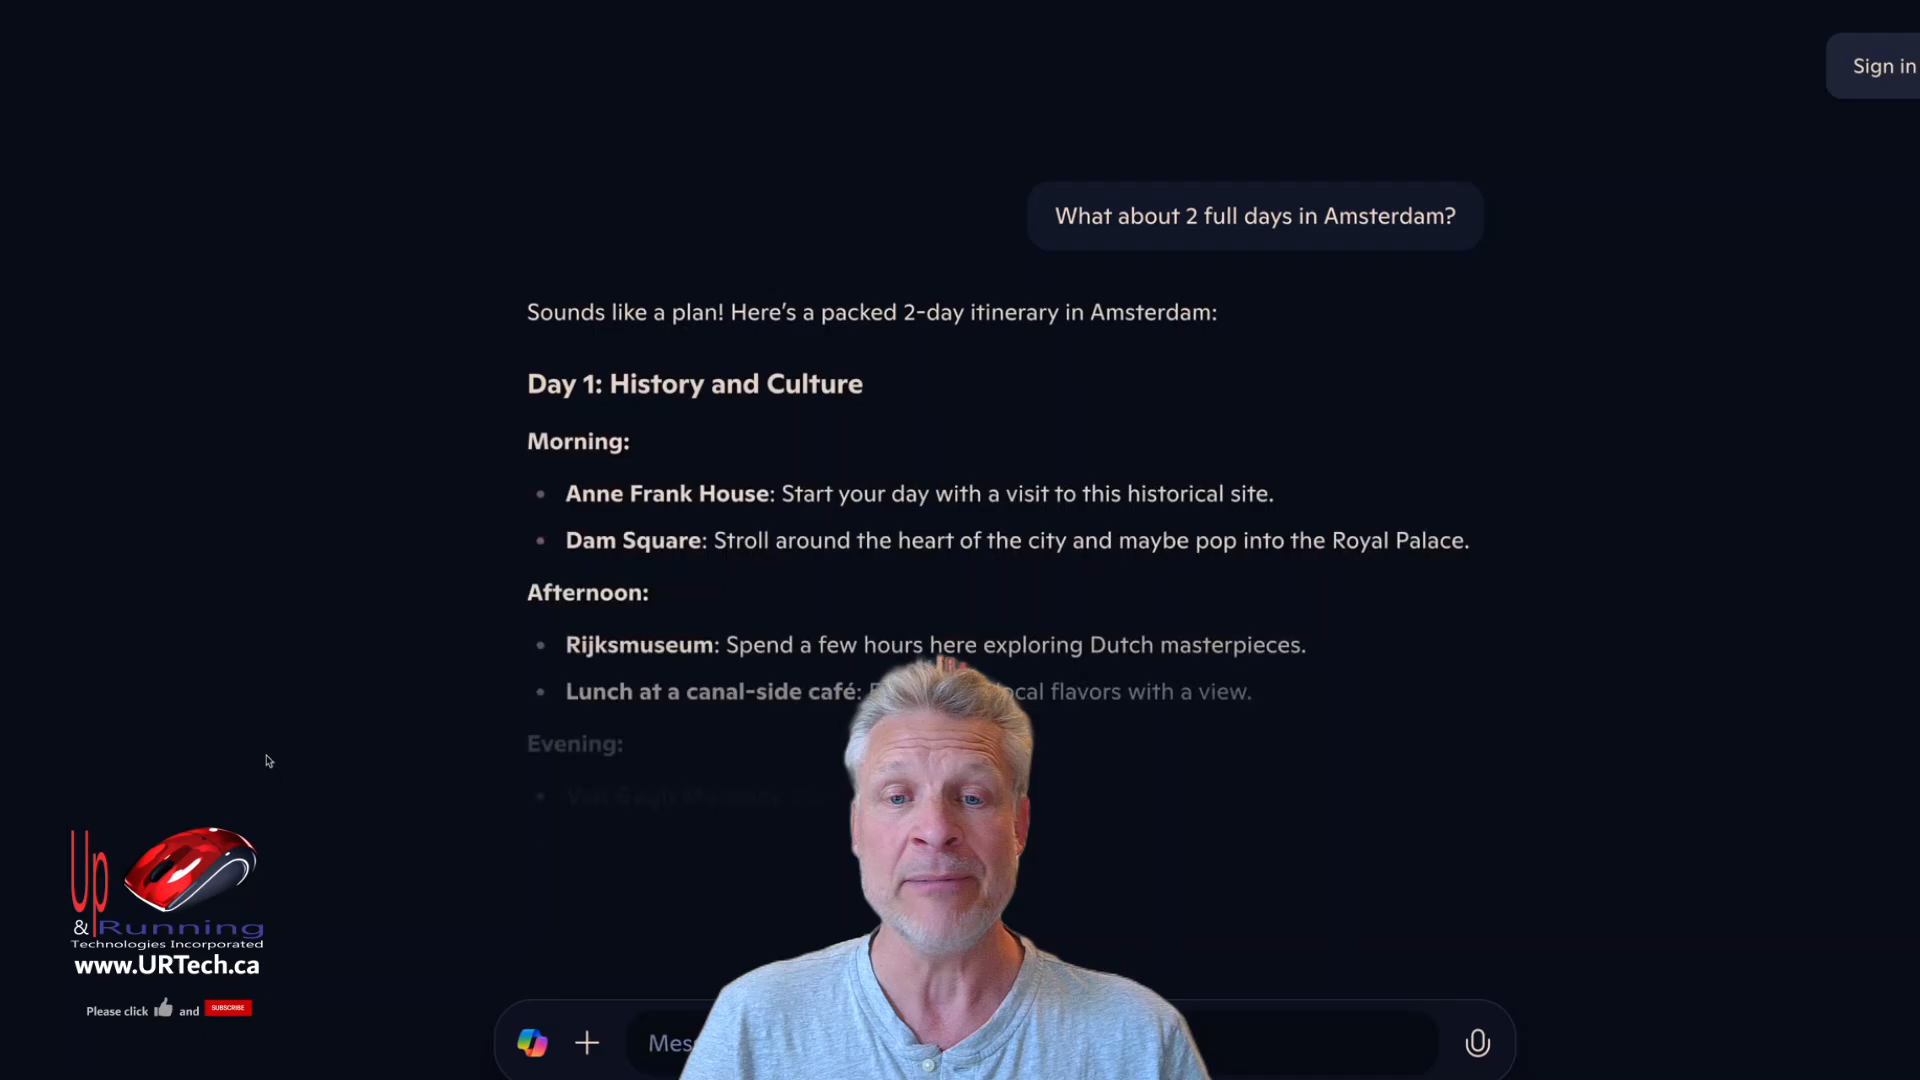 Sign in
What about 2 full days in Amsterdam?
Sounds like a plan! Here's a packed 2-day itinerary in Amsterdam:
Day 1: History and Culture
Morning:
• Anne Frank House: Start your day with a visit to this historical site.
• Dam Square: Stroll around the heart of the city and maybe pop into the Royal Palace.
Afternoon:
• Rijksmuseum: Spend a few hours here exploring Dutch masterpieces.
• Lunch at a canal-side café: local flavors with a view.
Evening:
Up
& Running
Technologies Incorporated
www.URTech.ca
Please click and SUBSCRIBE